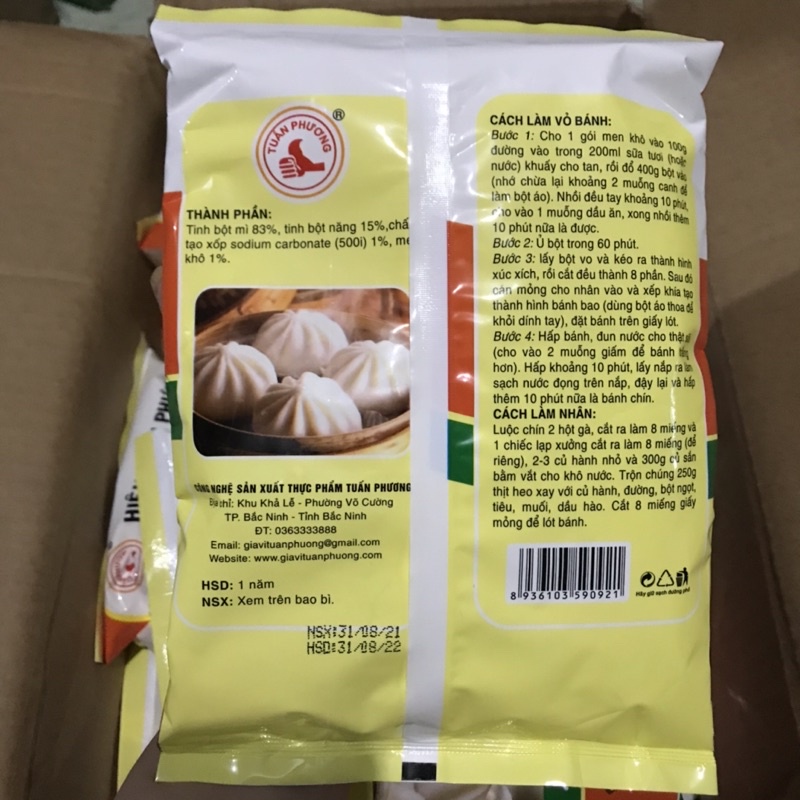 TUẤN PHƯƠNG
®
THÀNH PHẦN:
Tinh bột mì 83%, tinh bột năng 15%,
tạo xốp sodium carbonate (500i) 1%,
khô 1%.
CÔNG NGHỆ SẢN XUẤT THỰC PHẨM TUẤN PHƯƠNG
Địa chỉ: Khu Khả Lễ - Phường Võ Cường
TP. Bắc Ninh - Tỉnh Bắc Ninh
ĐT: 0363333888
Email: giavituanphuong@gmail.com
Website: www.giavituanphuong.com
HSD: 1 năm
NSX: Xem trên bao bì.
NSX:31/08/21
HSD:31/08/22
CÁCH LÀM VỎ BÁNH:
Bước 1: Cho 1 gói men khô vào 100g
đường vào trong 200ml sữa tươi (hoặc
nước) khuấy cho tan, rồi đổ 400g bột vào
(nhớ chừa lại khoảng 2 muỗng canh để
làm bột áo). Nhồi đều tay khoảng 10 phút,
cho vào 1 muỗng dầu ăn, xong nhồi thêm
10 phút nữa là được.
Bước 2: Ủ bột trong 60 phút.
Bước 3: lấy bột vo và kéo ra thành hình
xúc xích, rồi cắt đều thành 8 phần. Sau đó
cán mỏng cho nhân vào và xếp khía tạo
thành hình bánh bao (dùng bột áo thoa để
khỏi dính tay), đặt bánh trên giấy lót.
Bước 4: Hấp bánh, đun nước cho thật sôi
(cho vào 2 muỗng giấm để bánh trắng
hơn). Hấp khoảng 10 phút, lấy nắp ra lau
sạch nước đọng trên nắp, đậy lại và hấp
thêm 10 phút nữa là bánh chín.
CÁCH LÀM NHÂN:
Luộc chín 2 hột gà, cắt ra làm 8 miếng và
1 chiếc lạp xưởng cắt ra làm 8 miếng (để
riêng), 2-3 củ hành nhỏ và 300g củ sắn
bằm vắt cho khô nước. Trộn chúng 250g
thịt heo xay với củ hành, đường, bột ngọt,
tiêu, muối, dầu hào. Cắt 8 miếng giấy
mỏng để lót bánh.
8 936103 590921
Hãy giữ sạch đường phố